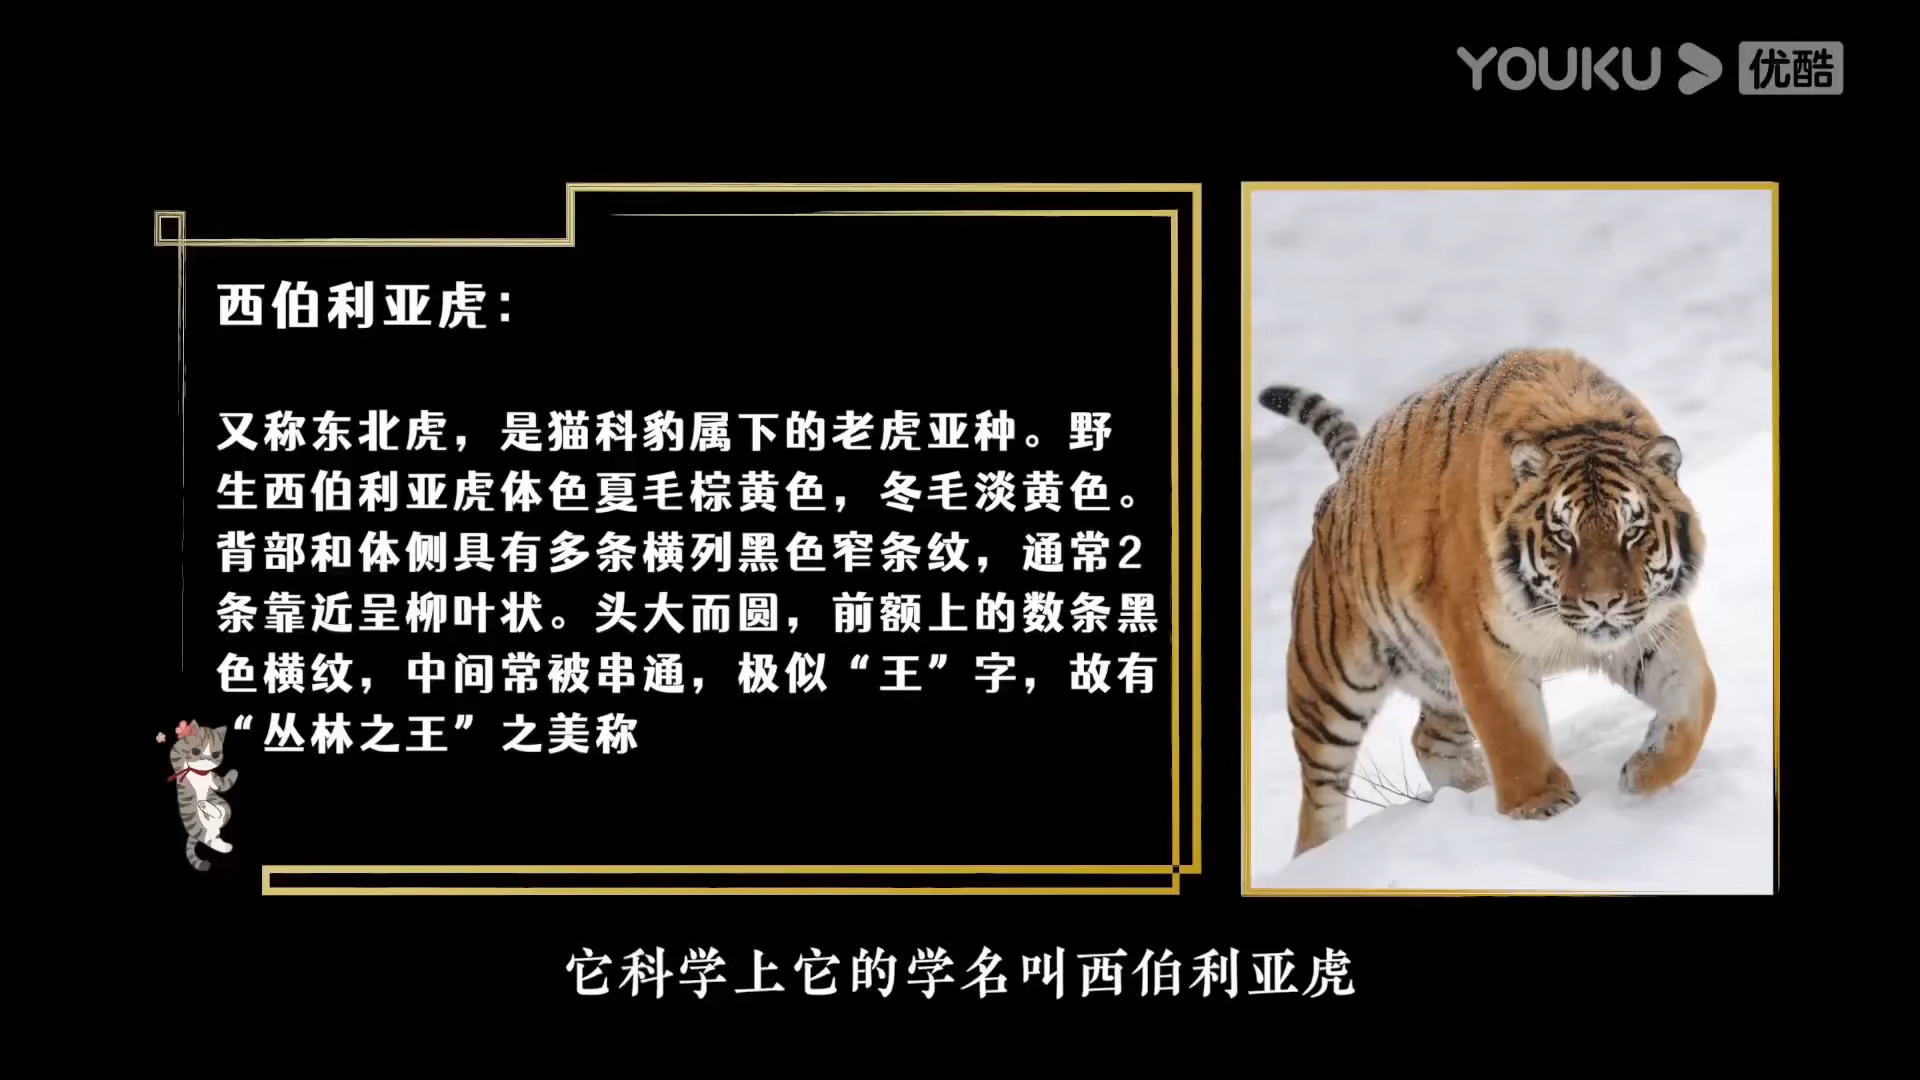 YOUKU 优酷
西伯利亚虎：
又称东北虎，是猫科豹属下的老虎亚种。野
生西伯利亚虎体色夏毛棕黄色，冬毛淡黄色。
背部和体侧具有多条横列黑色窄条纹，通常2
条靠近呈柳叶状。头大而圆，前额上的数条黑
色横纹，中间常被串通，极似“王”字，故有
“丛林之王”之美称
它科学上它的学名叫西伯利亚虎